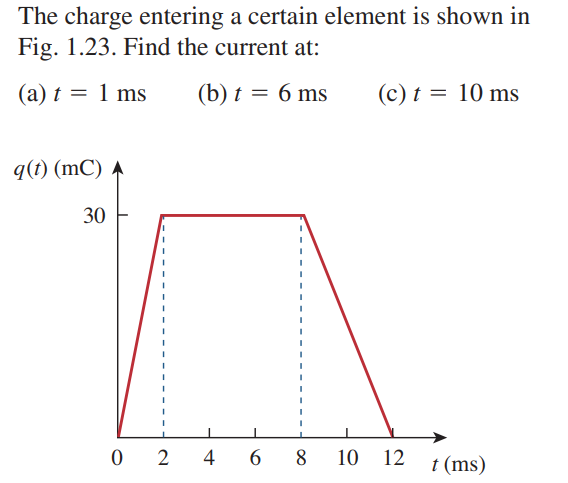 The charge entering a certain element is shown in
Fig. 1.23. Find the current at:
(a) t = 1 ms (b) t = 6 ms (c) t = 10 ms
q(t) (mC)
30
0 2 4 6 8 10 12 t (ms)